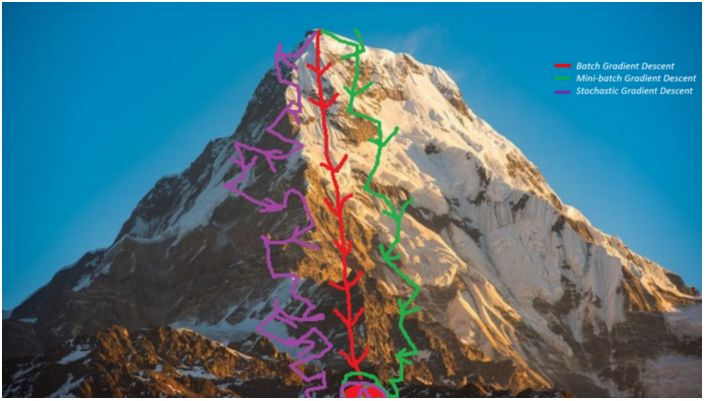 Batch Gradient Descent
Mini-batch Gradient Descent
Stochastic Gradient Descent